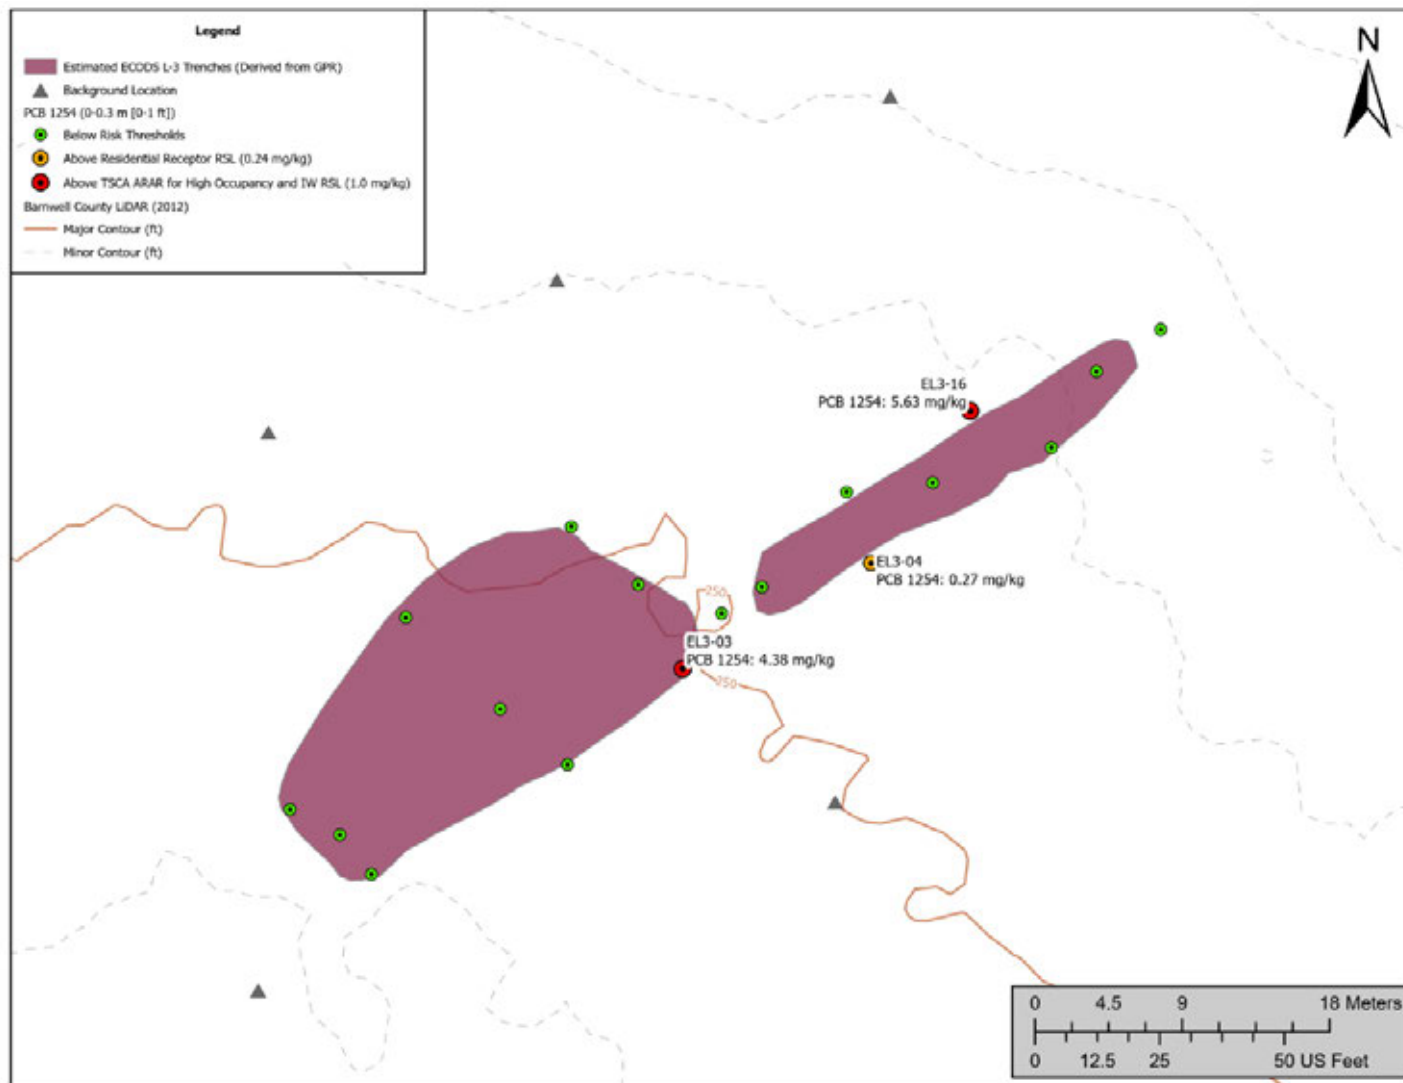 Legend
Estimated ECODS L-3 Trenches (Derived from GPR)
Background Location
PCB 1254 (0-0.3 m [0-1 ft])
Below Risk Thresholds
Above Residential Receptor RSL (0.24 mg/kg)
Above TSCA ARAR for High Occupancy and IW RSL (1.0 mg/kg)
Barnwell County LiDAR (2012)
Major Contour (ft)
Minor Contour (ft)
N
EL3-16
PCB 1254: 5.63 mg/kg
EL3-04
PCB 1254: 0.27 mg/kg
250
EL3-03
PCB 1254: 4.38 mg/kg
250
0 4.5 9 18 Meters
0 12.5 25 50 US Feet